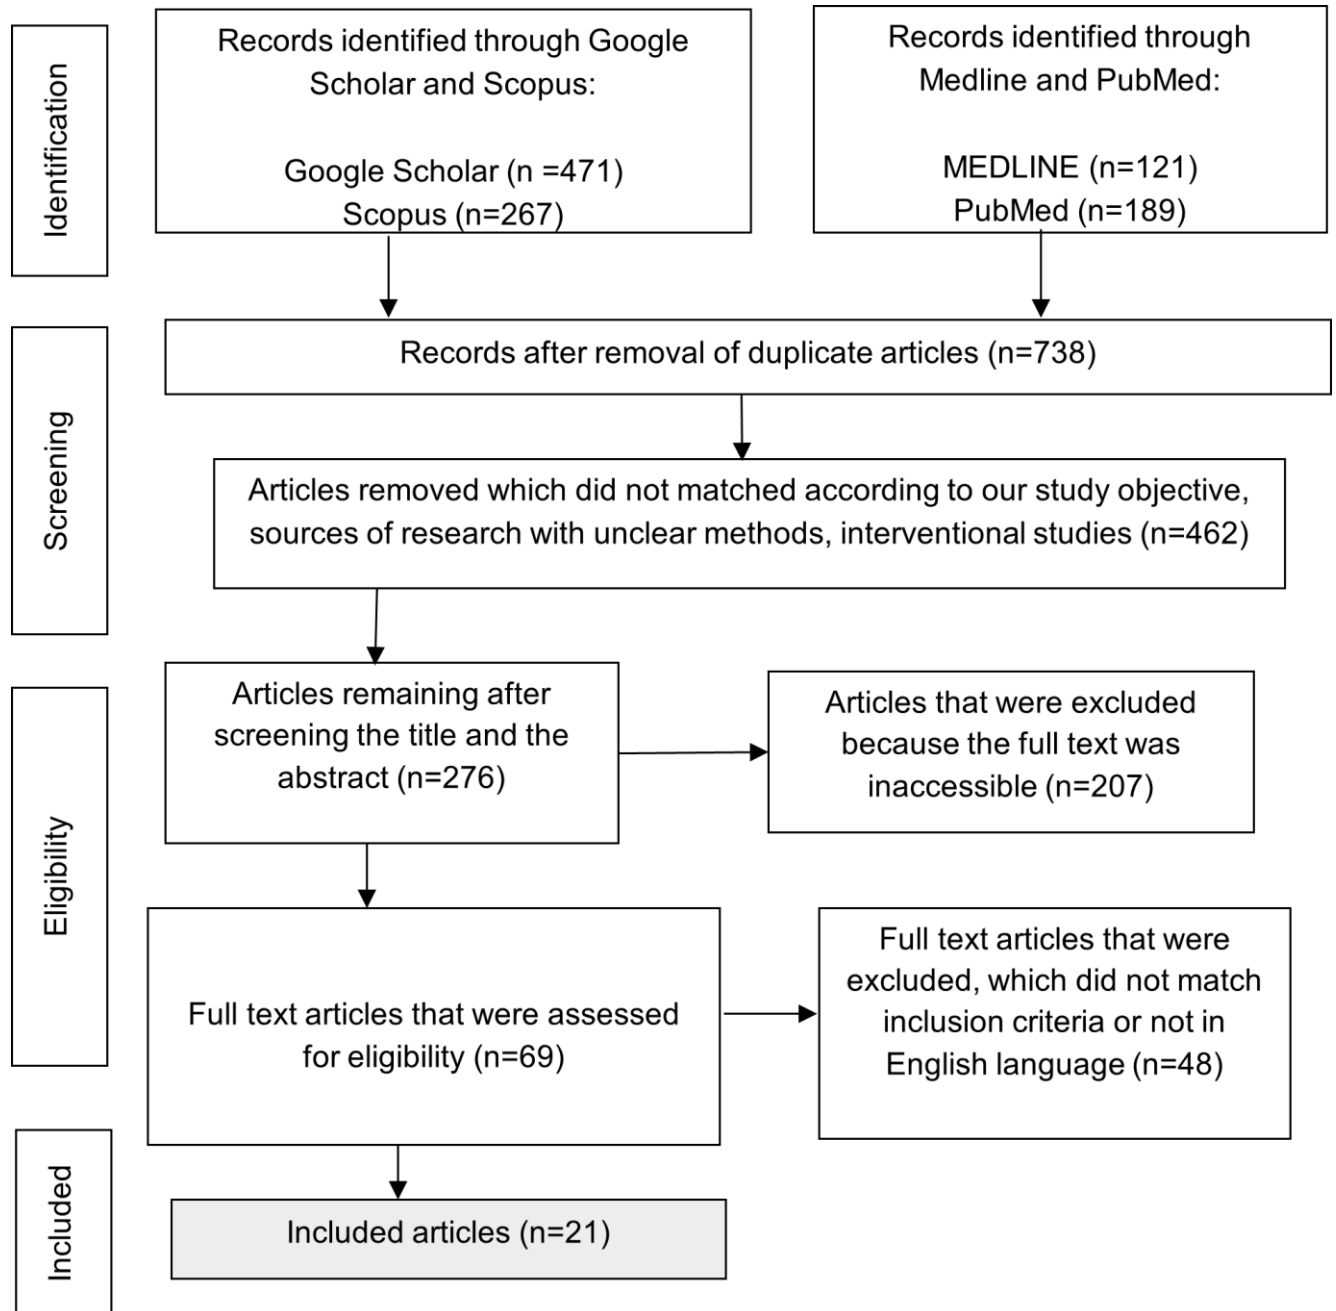 Identification
Records identified through Google
Scholar and Scopus:
Google Scholar (n =471)
Scopus (n=267)
Records identified through
Medline and PubMed:
MEDLINE (n=121)
PubMed (n=189)
Screening
Records after removal of duplicate articles (n=738)
Articles removed which did not matched according to our study objective,
sources of research with unclear methods, interventional studies (n=462)
Eligibility
Articles remaining after
screening the title and the
abstract (n=276)
Articles that were excluded
because the full text was
inaccessible (n=207)
Full text articles that were assessed
for eligibility (n=69)
Full text articles that were
excluded, which did not match
inclusion criteria or not in
English language (n=48)
Included
Included articles (n=21)